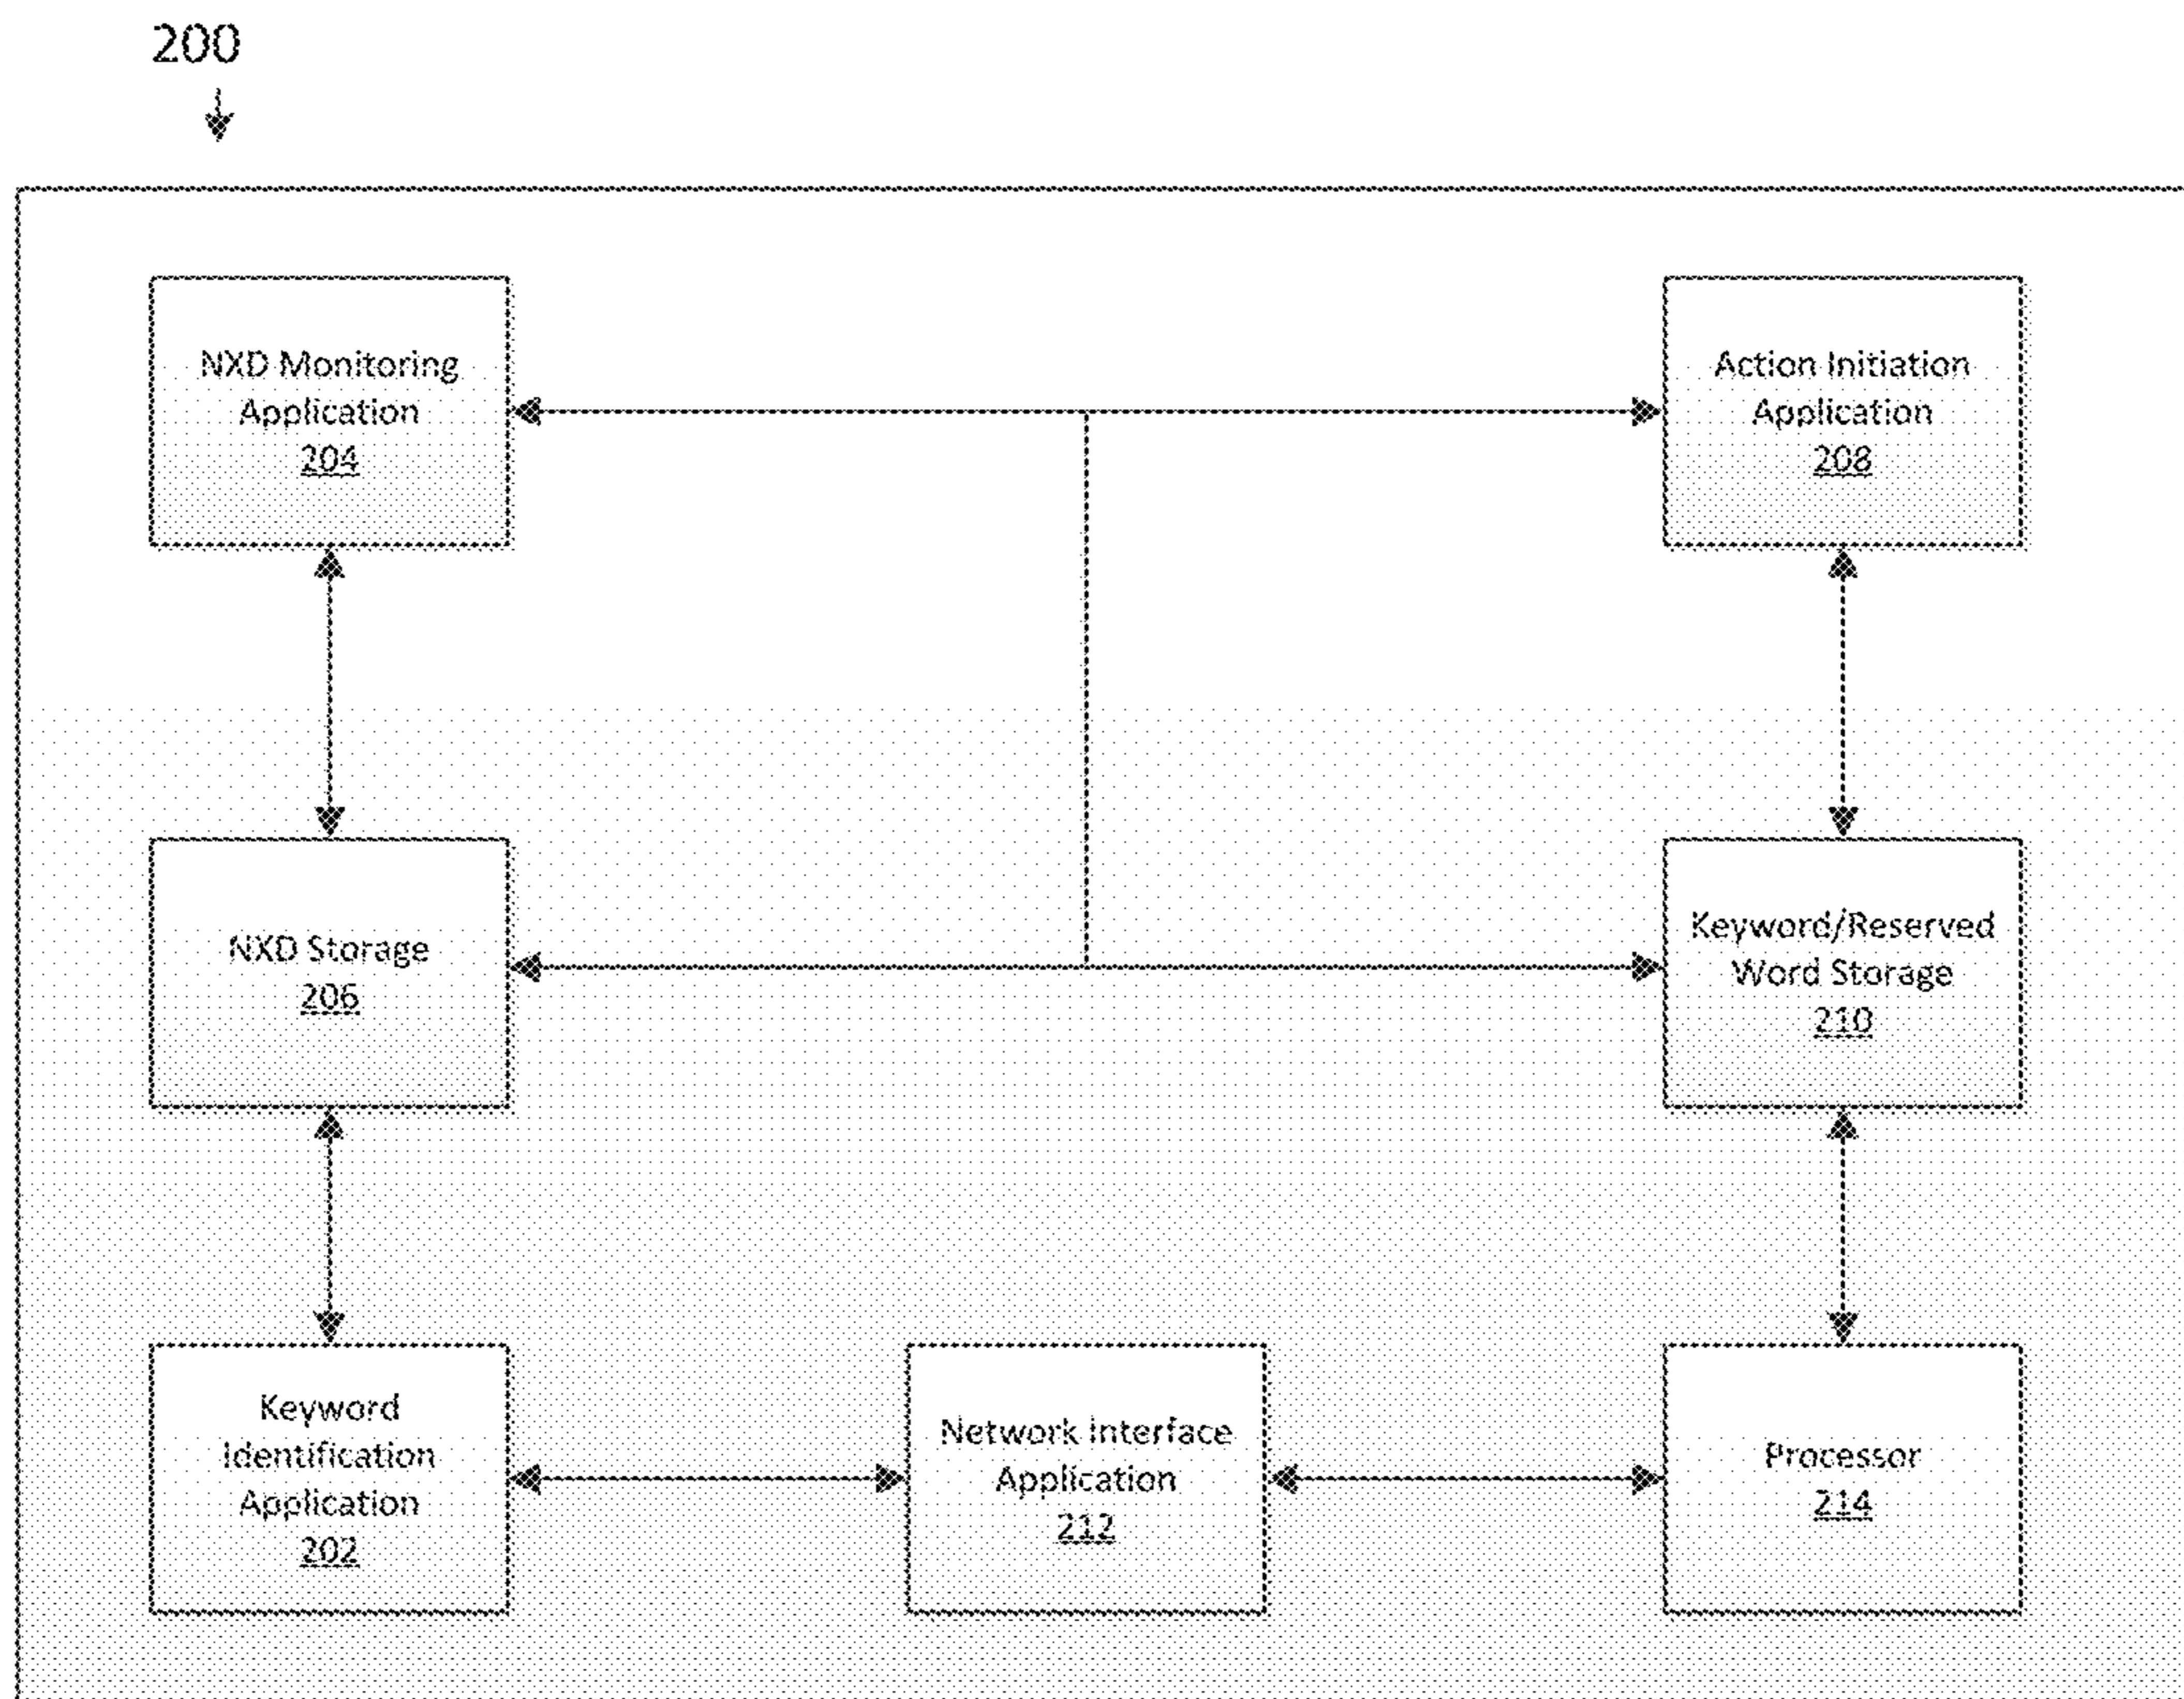 200
NXD Monitoring
Application
204
Action Initiation
Application
208
NXD Storage
206
Keyword/Reserved
Word Storage
210
Keyword
Identification
Application
202
Network Interface
Application
212
Processor
214